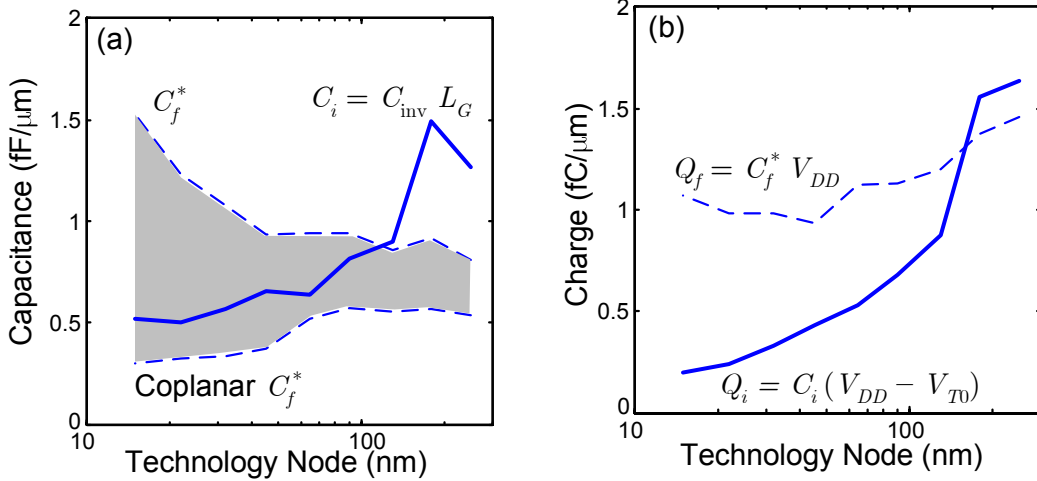 (a)
2
1.5
1
0.5
0
10
100
Capacitance (fF/μm)
Technology Node (nm)
C_f^*
C_i = C_inv L_G
Coplanar C_f^*
(b)
2
1.5
1
0.5
0
10
100
Charge (fC/μm)
Technology Node (nm)
Q_f = C_f^* V_DD
Q_i = C_i (V_DD − V_T0)